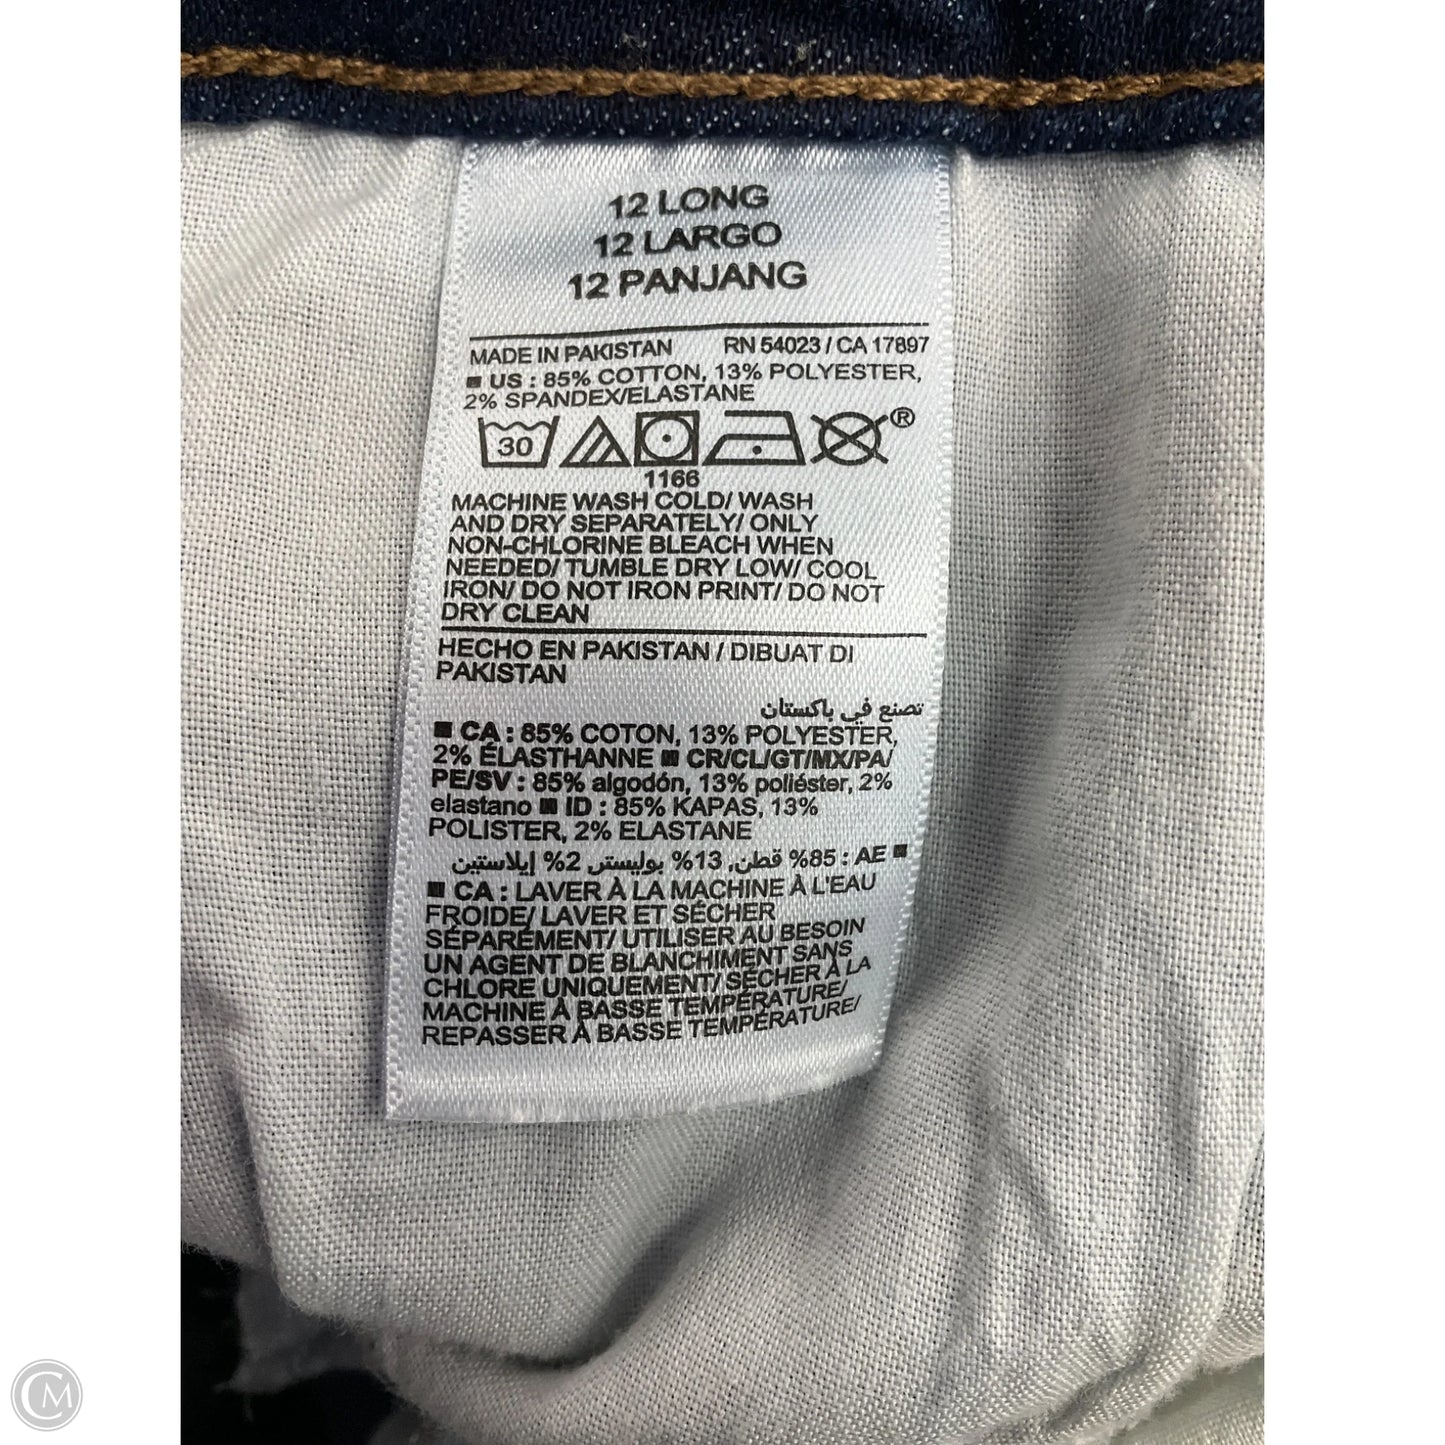 12 LONG
12 LARGO
12 PANJANG
MADE IN PAKISTAN RN 54023 / CA 17897
■ US : 85% COTTON, 13% POLYESTER,
2% SPANDEX/ELASTANE
30 ®
1166
MACHINE WASH COLD/ WASH
AND DRY SEPARATELY/ ONLY
NON-CHLORINE BLEACH WHEN
NEEDED/ TUMBLE DRY LOW/ COOL
IRON/ DO NOT IRON PRINT/ DO NOT
DRY CLEAN
HECHO EN PAKISTAN / DIBUAT DI
PAKISTAN
تصنع في باكستان
■ CA : 85% COTON, 13% POLYESTER,
2% ÉLASTHANNE ■ CR/CL/GT/MX/PA/
PE/SV : 85% algodón, 13% poliéster, 2%
elastano ■ ID : 85% KAPAS, 13%
POLISTER, 2% ELASTANE
■ AE : 85% قطن, 13% بوليستر, 2% إيلاستين
■ CA : LAVER À LA MACHINE À L'EAU
FROIDE/ LAVER ET SÉCHER
SÉPARÉMENT/ UTILISER AU BESOIN
UN AGENT DE BLANCHIMENT SANS
CHLORE UNIQUEMENT/ SÉCHER À LA
MACHINE À BASSE TEMPÉRATURE/
REPASSER À BASSE TEMPÉRATURE/
CM